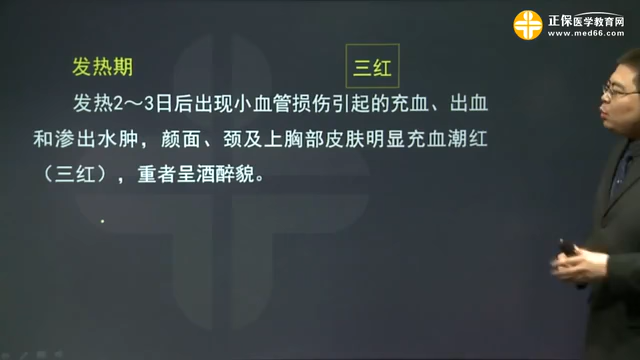 正保医学教育网
www.med66.com
发热期
三红
发热2～3日后出现小血管损伤引起的充血、出血
和渗出水肿，颜面、颈及上胸部皮肤明显充血潮红
（三红），重者呈酒醉貌。